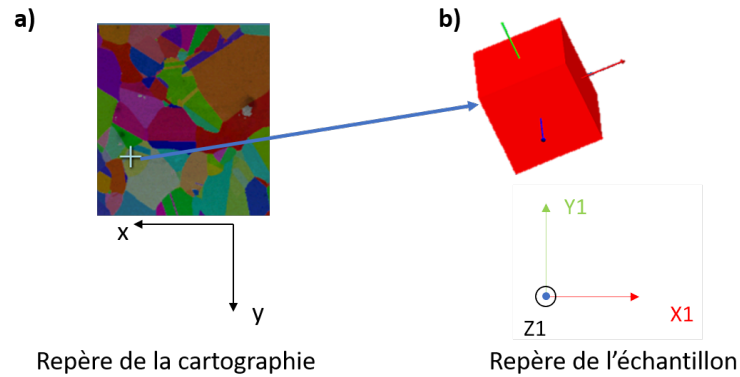 a)
b)
x
y
Y1
X1
Z1
Repère de la cartographie
Repère de l'échantillon